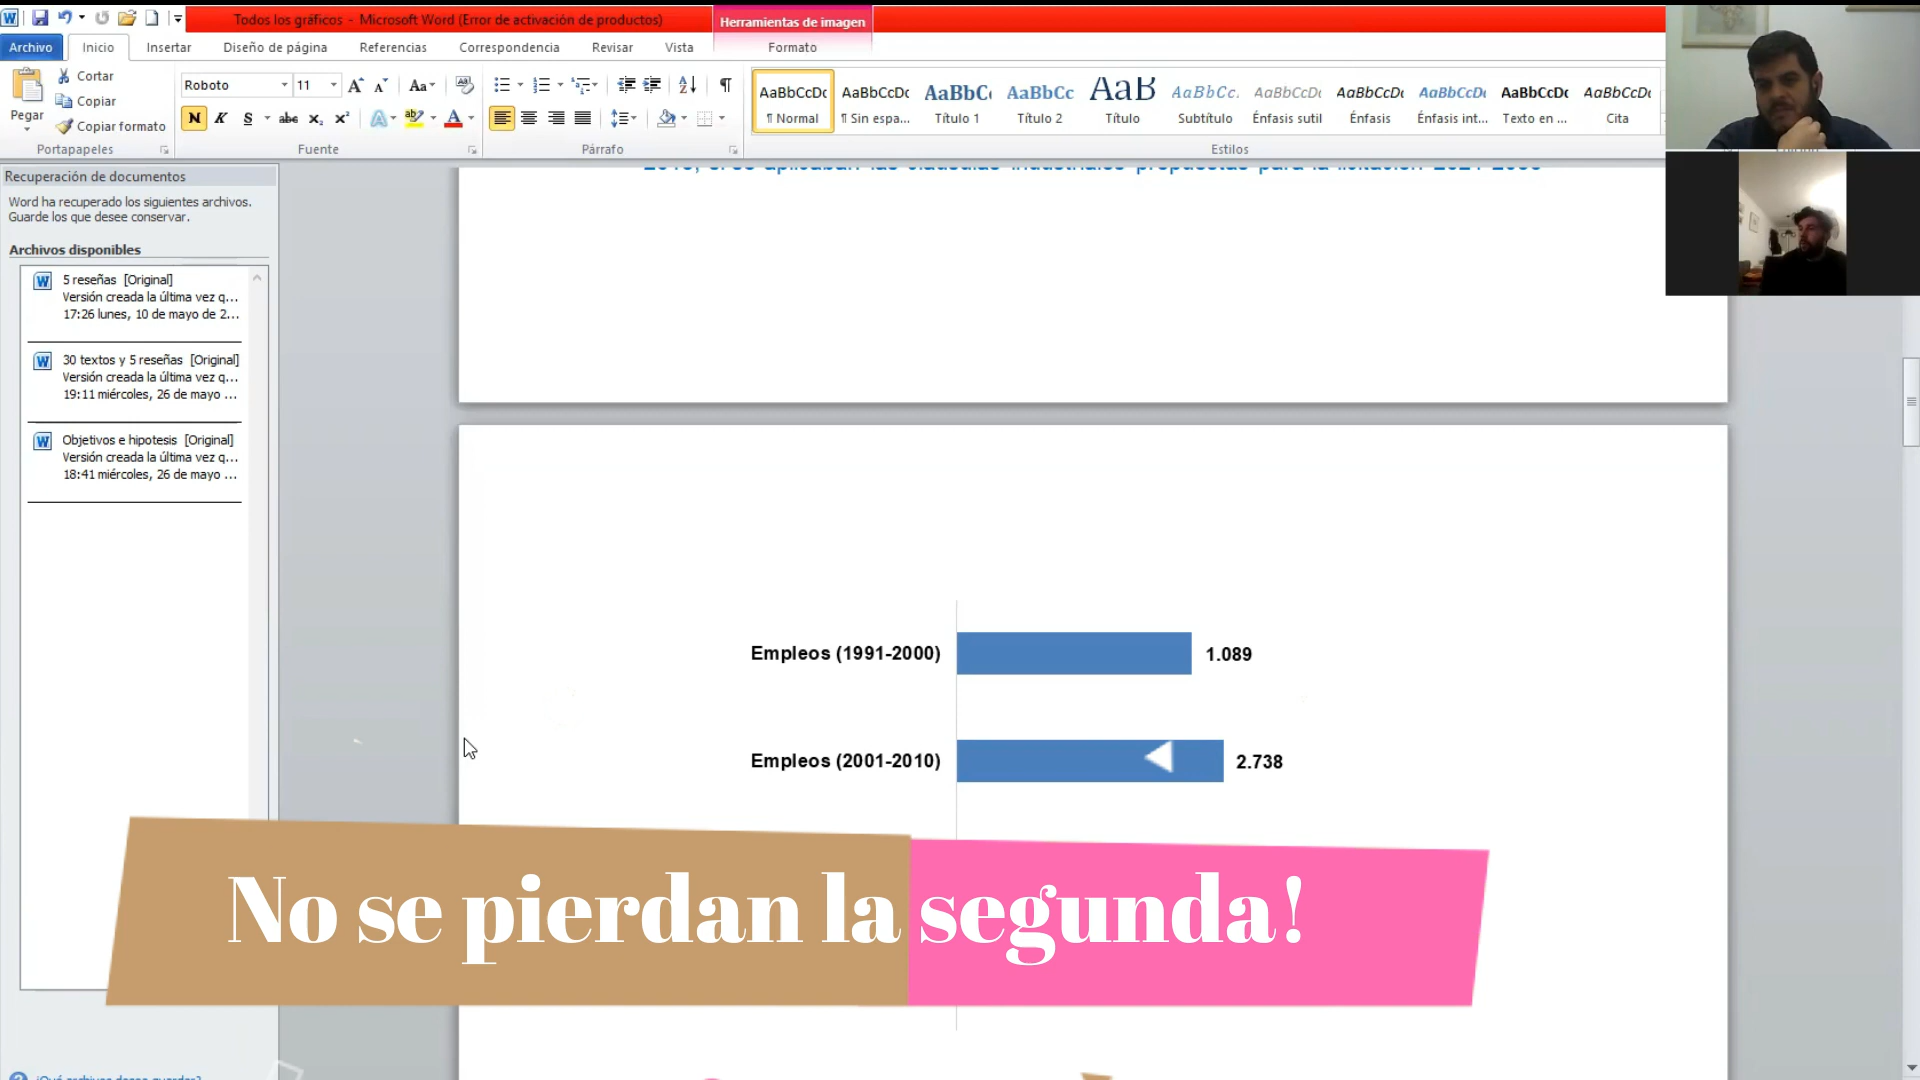 Todos los gráficos - Microsoft Word (Error de activación de productos)
Herramientas de imagen
Archivo
Inicio
Insertar
Diseño de página
Referencias
Correspondencia
Revisar
Vista
Formato
Pegar
Cortar
Copiar
Copiar formato
Portapapeles
Roboto
11
Fuente
Párrafo
AaBbCcDc
¶ Normal
AaBbCcDc
¶ Sin espa...
AaBbC(
Título 1
AaBbCc
Título 2
AaB
Título
AaBbCc.
Subtítulo
AaBbCcDc
Énfasis sutil
AaBbCcDc
Énfasis
AaBbCcDc
Énfasis int...
AaBbCcDc
Texto en ...
AaBbCcDc
Cita
Estilos
Recuperación de documentos
Word ha recuperado los siguientes archivos.
Guarde los que desee conservar.
Archivos disponibles
5 reseñas [Original]
Versión creada la última vez q...
17:26 lunes, 10 de mayo de 2...
30 textos y 5 reseñas [Original]
Versión creada la última vez q...
19:11 miércoles, 26 de mayo ...
Objetivos e hipotesis [Original]
Versión creada la última vez q...
18:41 miércoles, 26 de mayo ...
Empleos (1991-2000)
1.089
Empleos (2001-2010)
2.738
No se pierdan la segunda!